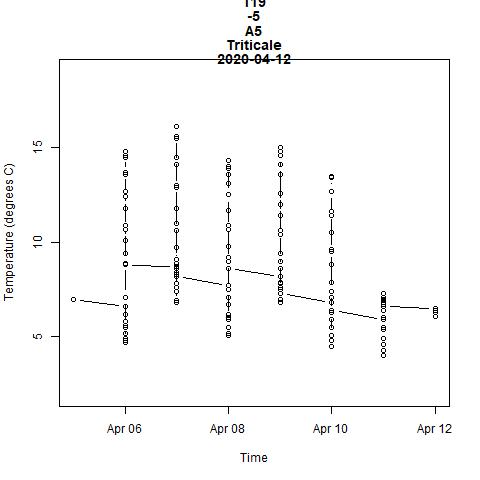 T19
-5
A5
Triticale
2020-04-12
Temperature (degrees C)
15
10
5
Apr 06
Apr 08
Apr 10
Apr 12
Time